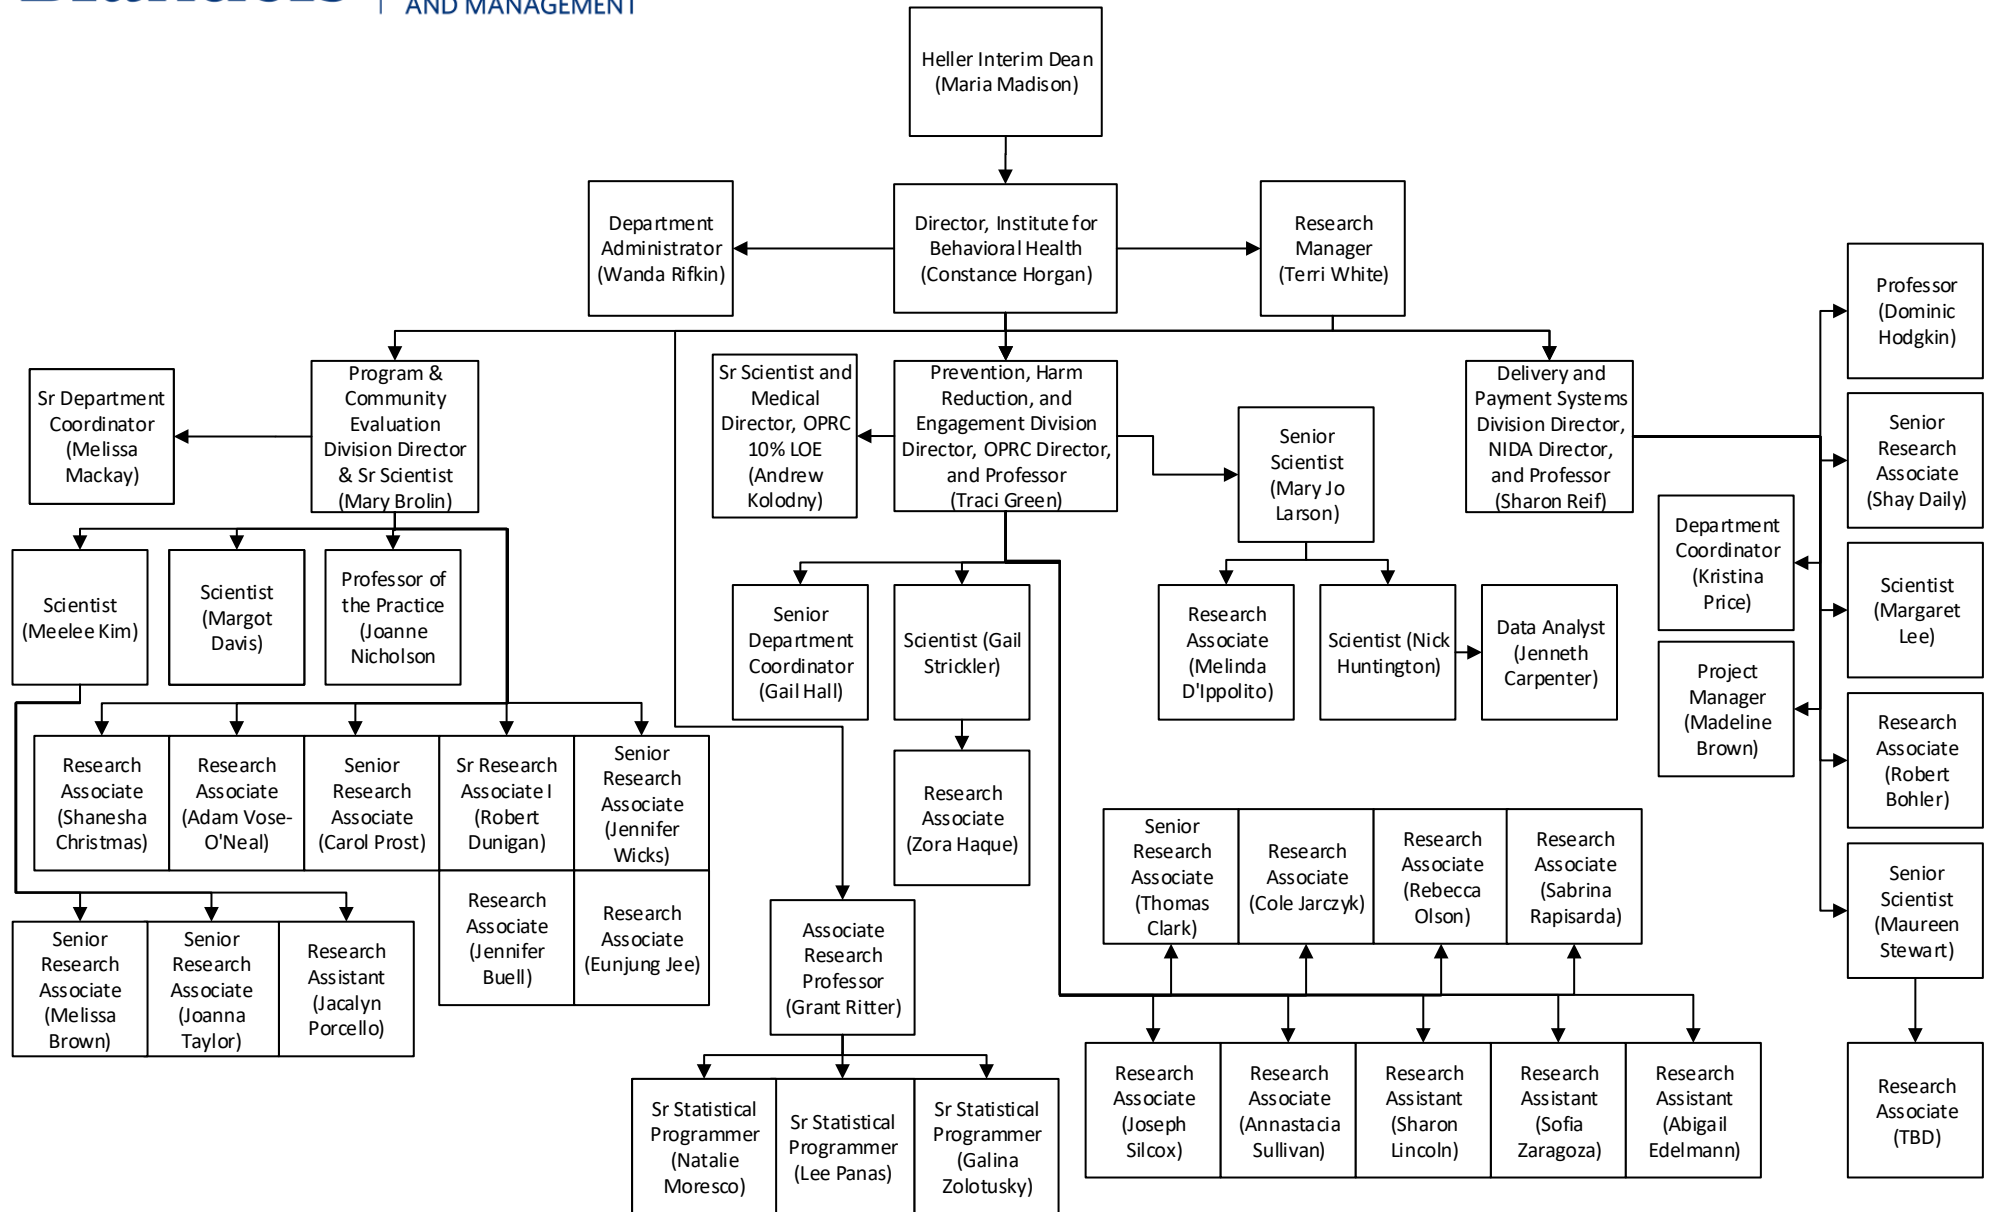 AND MANAGEMENT
Heller Interim Dean
(Maria Madison)
Department
Administrator
(Wanda Rifkin)
Director, Institute for
Behavioral Health
(Constance Horgan)
Research
Manager
(Terri White)
Professor
(Dominic
Hodgkin)
Sr Department
Coordinator
(Melissa
Mackay)
Program &
Community
Evaluation
Division Director
& Sr Scientist
(Mary Brolin)
Sr Scientist and
Medical
Director, OPRC
10% LOE
(Andrew
Kolodny)
Prevention, Harm
Reduction, and
Engagement Division
Director, OPRC Director,
and Professor
(Traci Green)
Senior
Scientist
(Mary Jo
Larson)
Delivery and
Payment Systems
Division Director,
NIDA Director,
and Professor
(Sharon Reif)
Senior
Research
Associate
(Shay Daily)
Department
Coordinator
(Kristina
Price)
Scientist
(Margaret
Lee)
Scientist
(Meelee Kim)
Scientist
(Margot
Davis)
Professor of
the Practice
(Joanne
Nicholson
Senior
Department
Coordinator
(Gail Hall)
Scientist (Gail
Strickler)
Research
Associate
(Melinda
D'Ippolito)
Scientist (Nick
Huntington)
Data Analyst
(Jenneth
Carpenter)
Project
Manager
(Madeline
Brown)
Research
Associate
(Robert
Bohler)
Research
Associate
(Shanesha
Christmas)
Research
Associate
(Adam Vose-
O'Neal)
Senior
Research
Associate
(Carol Prost)
Sr Research
Associate I
(Robert
Dunigan)
Senior
Research
Associate
(Jennifer
Wicks)
Research
Associate
(Zora Haque)
Senior
Research
Associate
(Thomas
Clark)
Research
Associate
(Cole Jarczyk)
Research
Associate
(Rebecca
Olson)
Research
Associate
(Sabrina
Rapisarda)
Senior
Scientist
(Maureen
Stewart)
Research
Associate
(Jennifer
Buell)
Research
Associate
(Eunjung Jee)
Senior
Research
Associate
(Melissa
Brown)
Senior
Research
Associate
(Joanna
Taylor)
Research
Assistant
(Jacalyn
Porcello)
Associate
Research
Professor
(Grant Ritter)
Research
Associate
(Joseph
Silcox)
Research
Associate
(Annastacia
Sullivan)
Research
Assistant
(Sharon
Lincoln)
Research
Assistant
(Sofia
Zaragoza)
Research
Assistant
(Abigail
Edelmann)
Research
Associate
(TBD)
Sr Statistical
Programmer
(Natalie
Moresco)
Sr Statistical
Programmer
(Lee Panas)
Sr Statistical
Programmer
(Galina
Zolotusky)